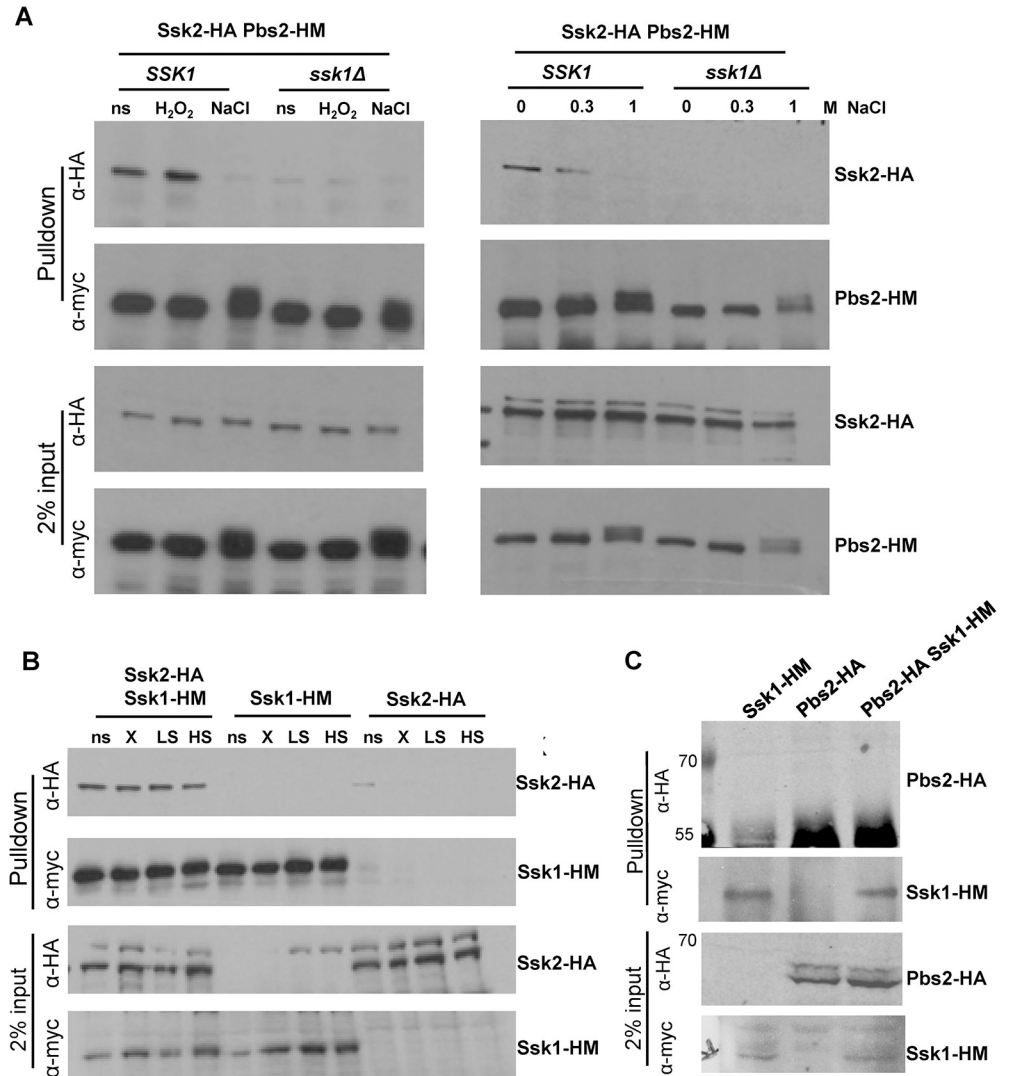 A
Ssk2-HA Pbs2-HM
SSK1 ssk1Δ
ns H₂O₂ NaCl ns H₂O₂ NaCl
Ssk2-HA Pbs2-HM
SSK1 ssk1Δ
0 0.3 1 0 0.3 1 M NaCl
Pulldown
α-HA
Ssk2-HA
α-myc
Pbs2-HM
2% input
α-HA
Ssk2-HA
α-myc
Pbs2-HM
B
Ssk2-HA
Ssk1-HM Ssk1-HM Ssk2-HA
ns X LS HS ns X LS HS ns X LS HS
Pulldown
α-HA
Ssk2-HA
α-myc
Ssk1-HM
2% input
α-HA
Ssk2-HA
α-myc
Ssk1-HM
C
Ssk1-HM
Pbs2-HA
Pbs2-HA Ssk1-HM
Pulldown
α-HA
70
Pbs2-HA
55
α-myc
Ssk1-HM
2% input
α-HA
70
Pbs2-HA
α-myc
Ssk1-HM